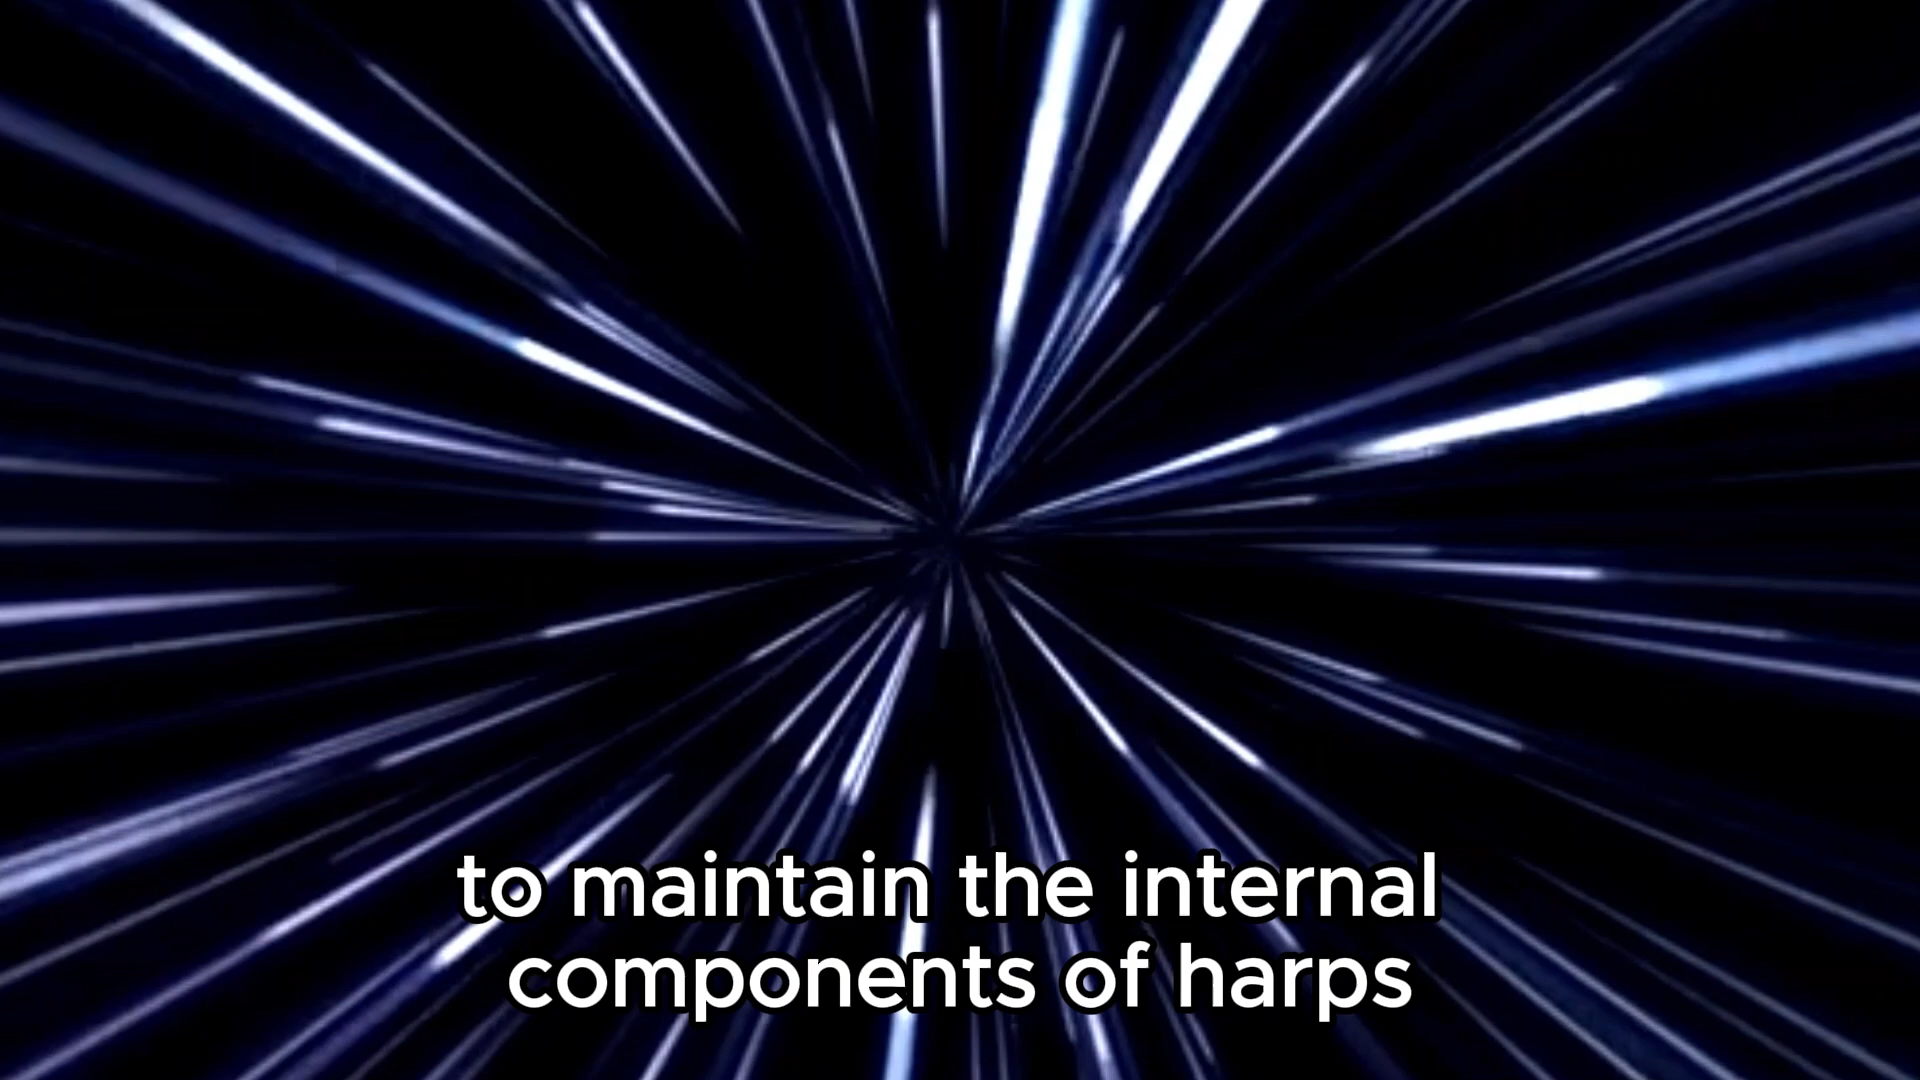 to maintain the internal
components of harps